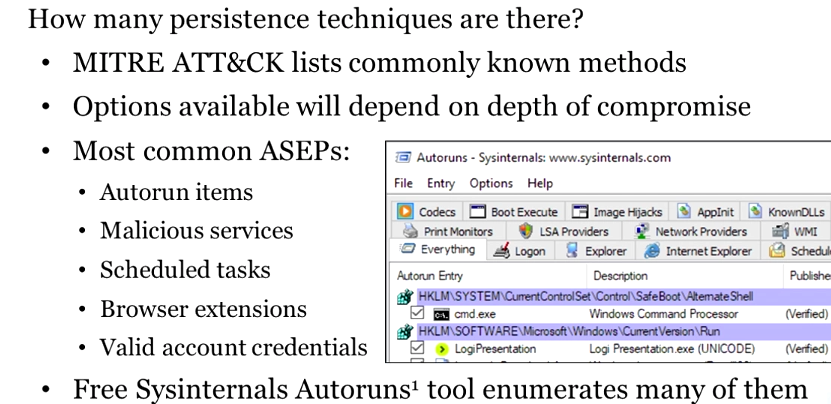 How many persistence techniques are there?
• MITRE ATT&CK lists commonly known methods
• Options available will depend on depth of compromise
• Most common ASEPs:
• Autorun items
• Malicious services
• Scheduled tasks
• Browser extensions
• Valid account credentials
Autoruns - Sysinternals: www.sysinternals.com
File Entry Options Help
Codecs Boot Execute Image Hijacks AppInit KnownDLLs
Print Monitors LSA Providers Network Providers WMI
Everything Logon Explorer Internet Explorer Schedul
Autorun Entry Description Publishe
HKLM\SYSTEM\CurrentControlSet\Control\SafeBoot\AlternateShell
cmd.exe Windows Command Processor (Verified)
HKLM\SOFTWARE\Microsoft\Windows\CurrentVersion\Run
LogiPresentation Logi Presentation.exe (UNICODE) (Verified)
• Free Sysinternals Autoruns¹ tool enumerates many of them